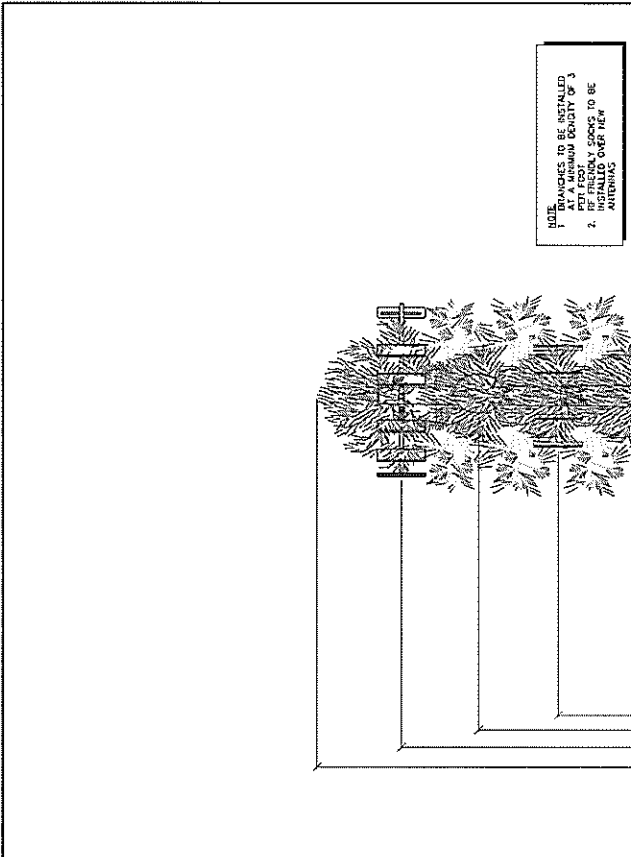 NOTE
1 BRANCHES TO BE INSTALLED
AT A MINIMUM DENCITY OF 3
PER FOOT
2. RF FRIENDLY SOCKS TO BE
INSTALLED OVER NEW
ANTENNAS